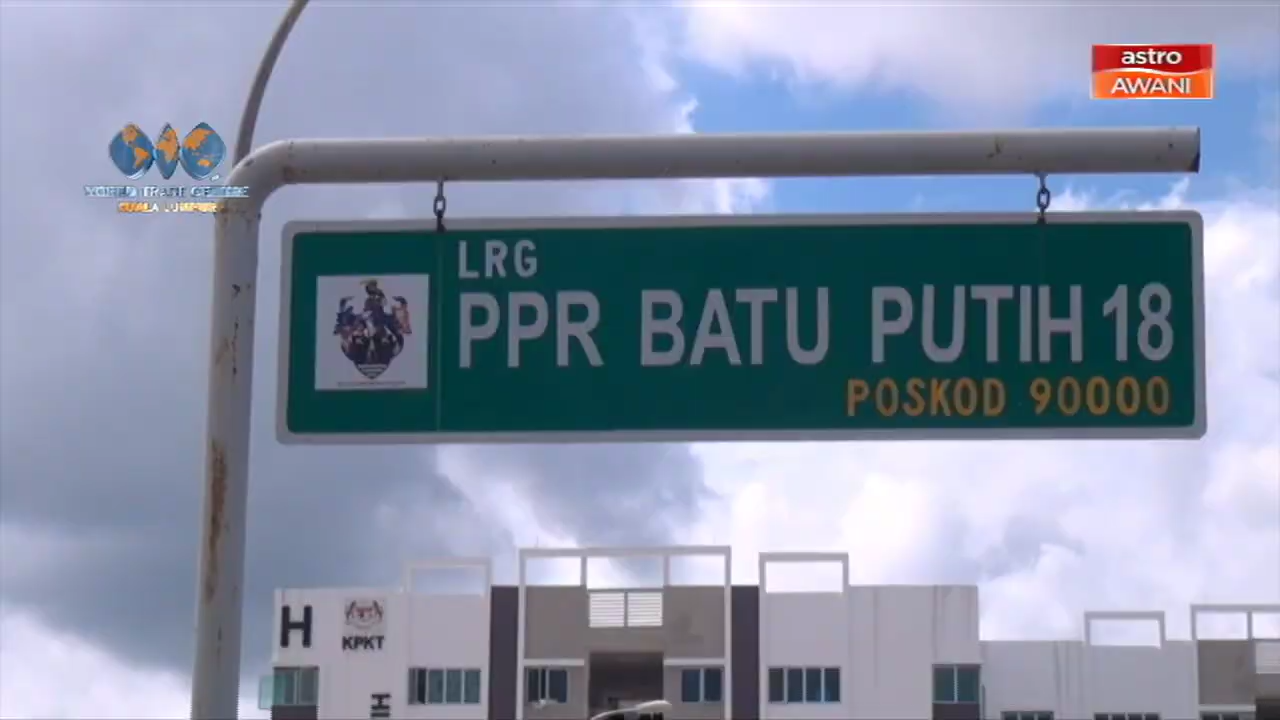 astro
AWANI
WORLD TRADE CENTRE
KUALA LUMPUR
LRG
PPR BATU PUTIH 18
POSKOD 90000
H
KPKT